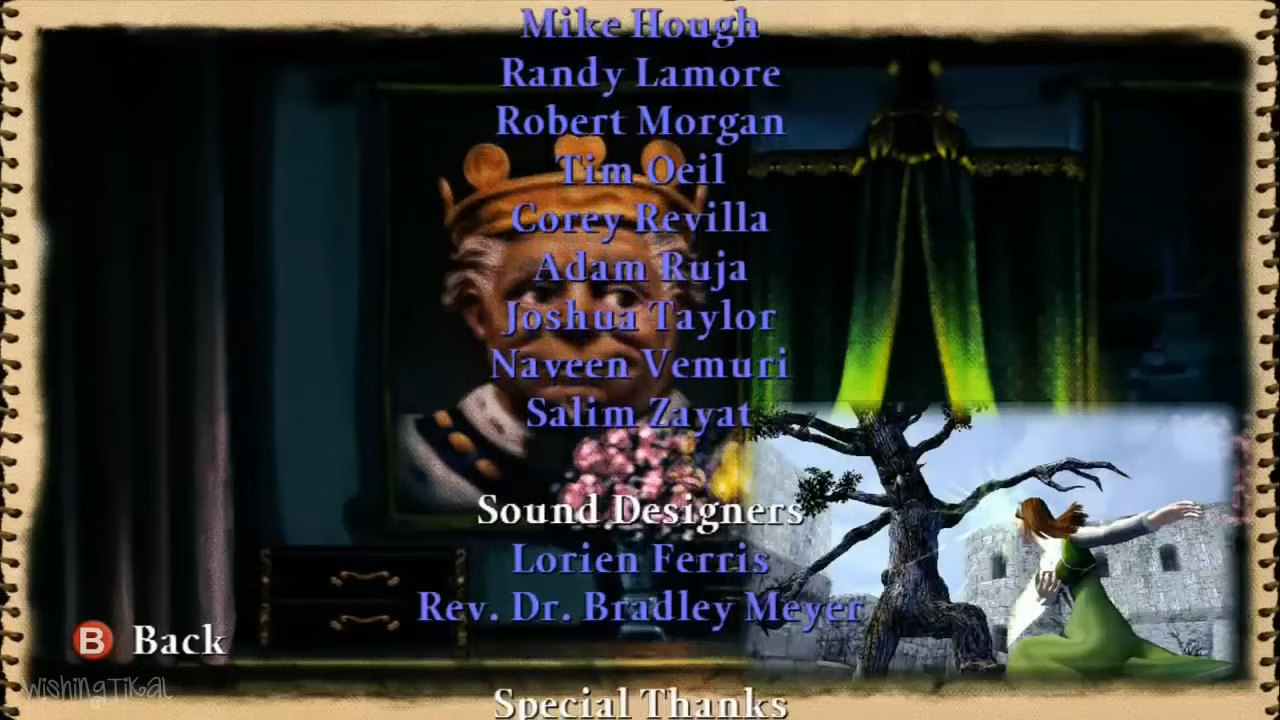 Mike Hough
Randy Lamore
Robert Morgan
Tim Oeil
Corey Revilla
Adam Ruja
Joshua Taylor
Naveen Vemuri
Salim Zayat
Sound Designers
Lorien Ferris
Rev. Dr. Bradley Meyer
B Back
wishingTikal
Special Thanks